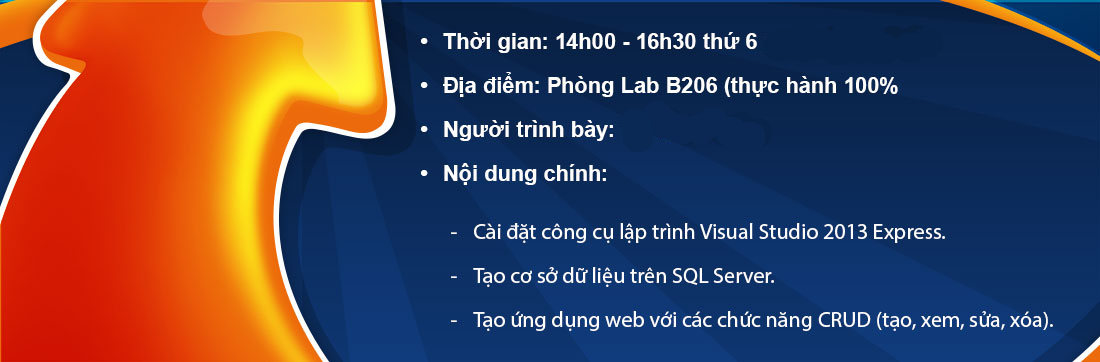 • Thời gian: 14h00 - 16h30 thứ 6
• Địa điểm: Phòng Lab B206 (thực hành 100%
• Người trình bày:
• Nội dung chính:
- Cài đặt công cụ lập trình Visual Studio 2013 Express.
- Tạo cơ sở dữ liệu trên SQL Server.
- Tạo ứng dụng web với các chức năng CRUD (tạo, xem, sửa, xóa).